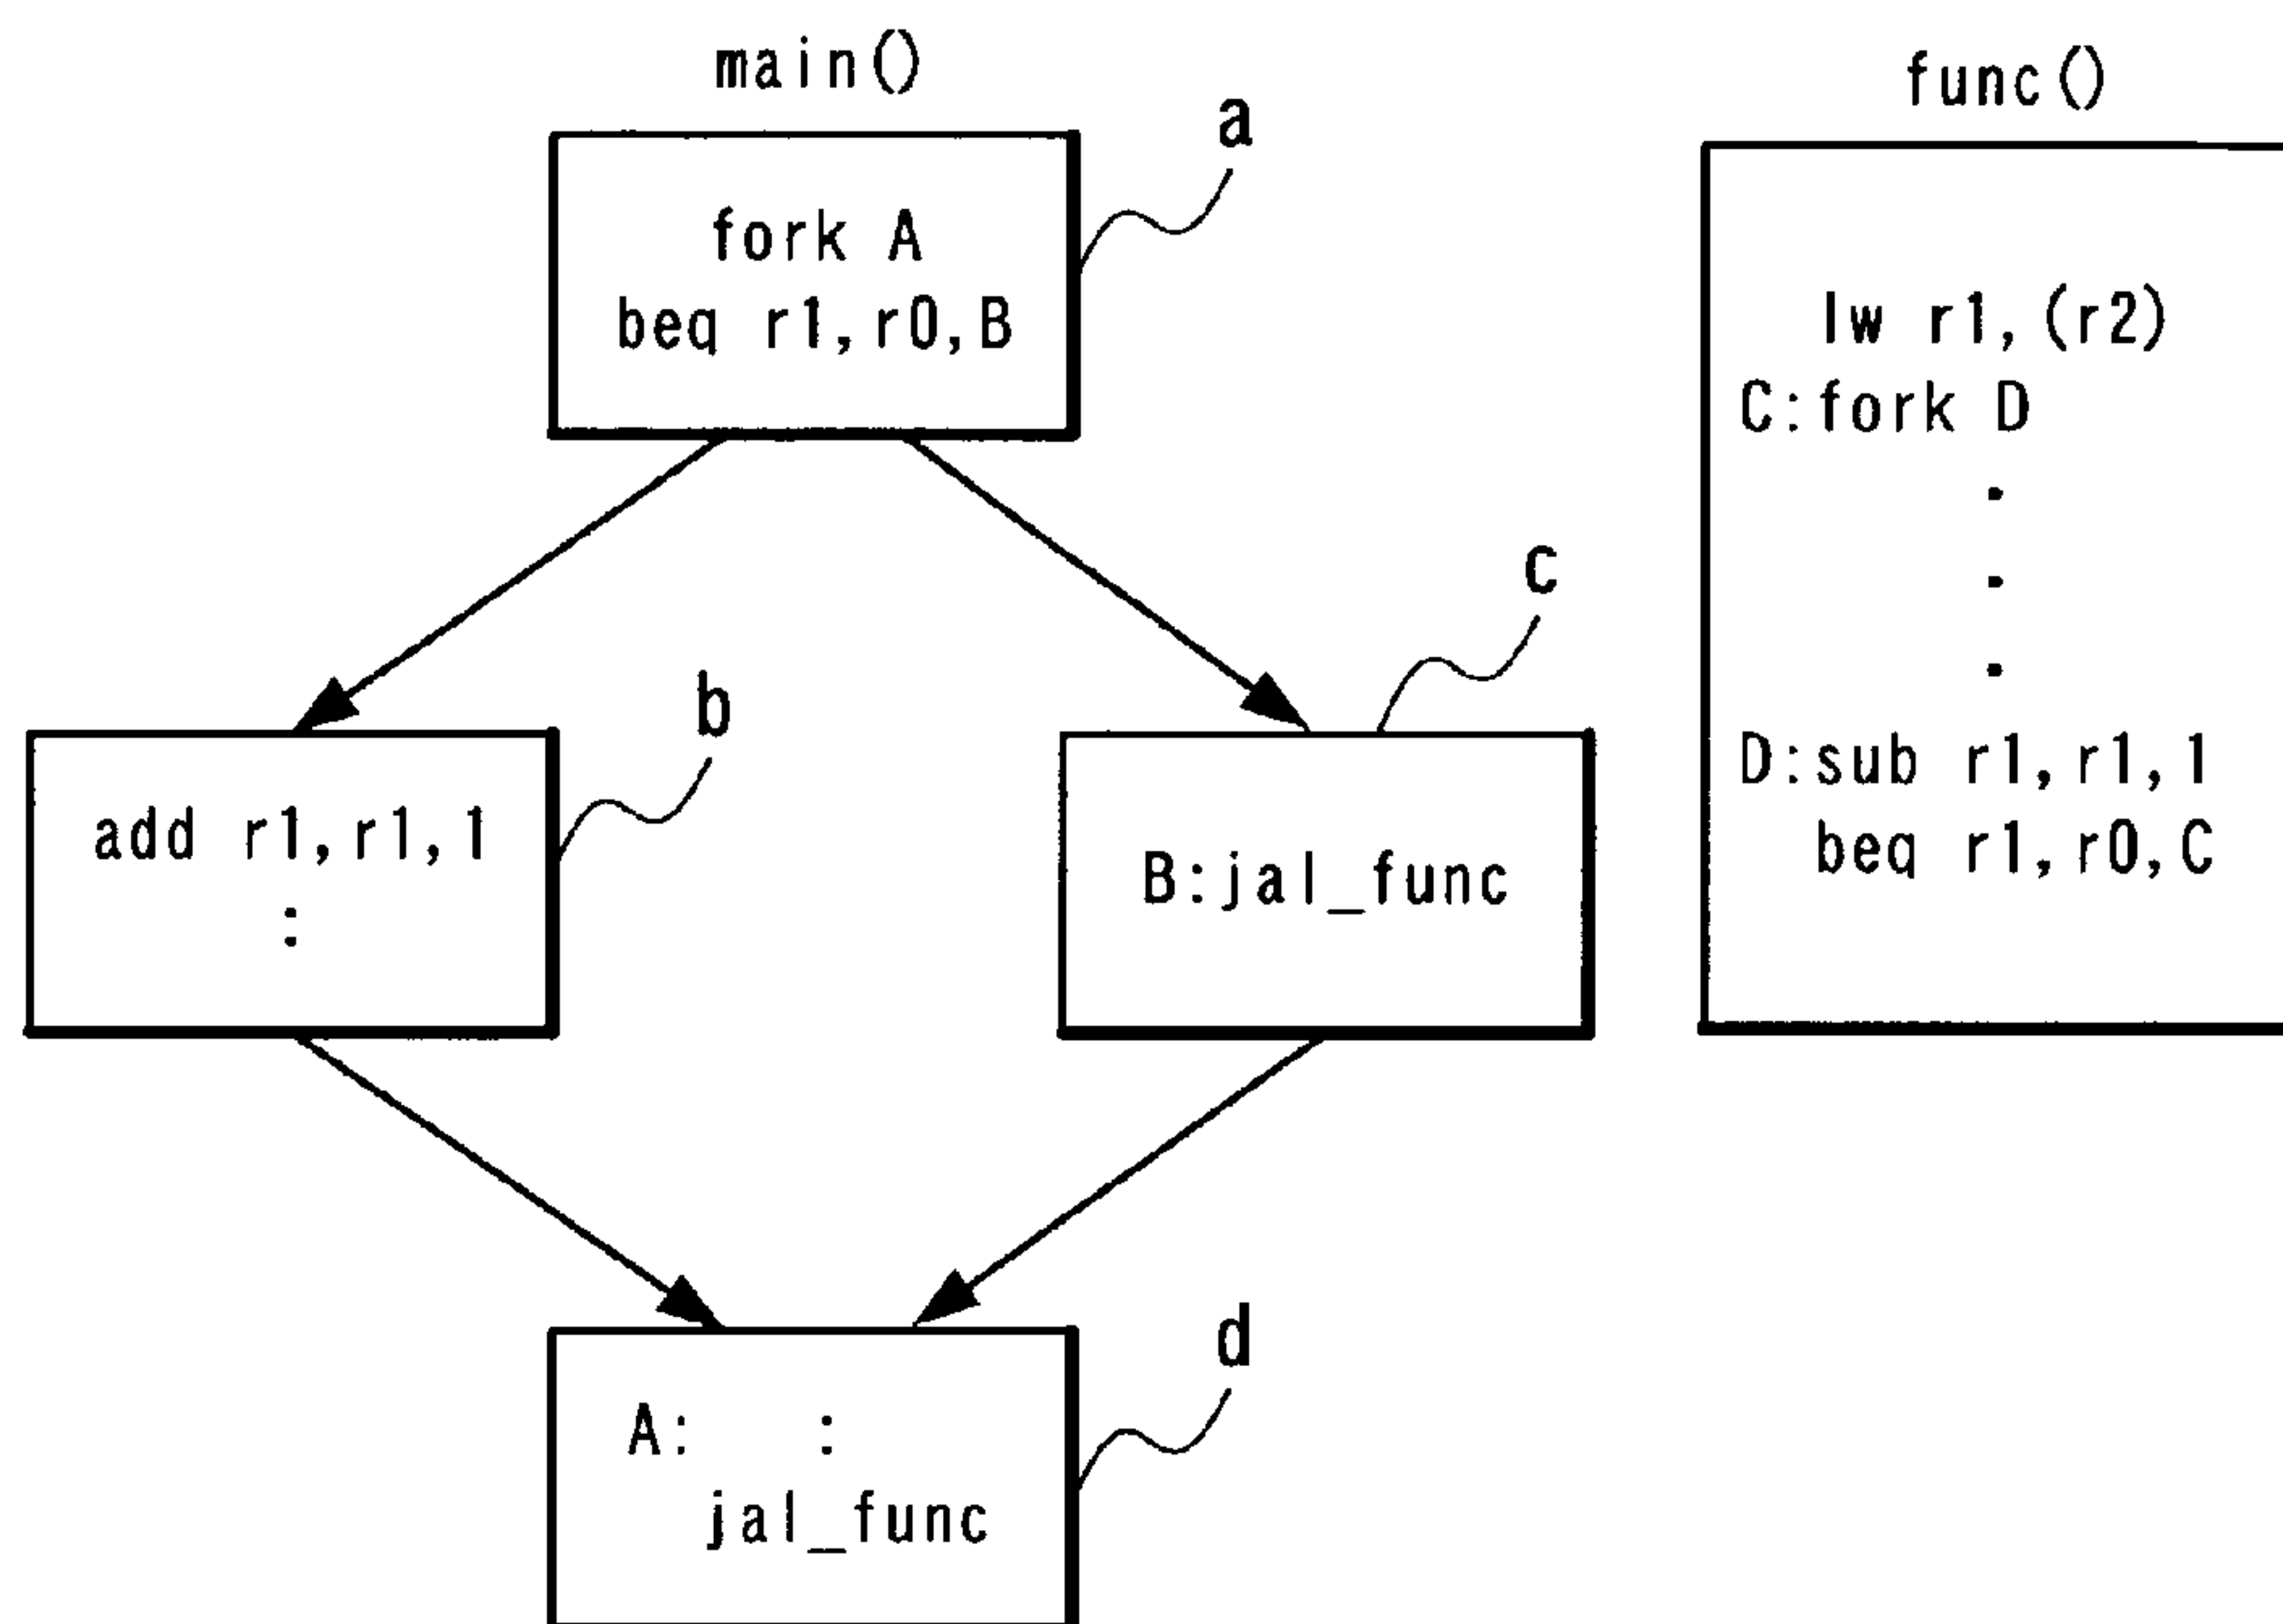 main()
a
fork A
beq r1,r0,B
b
add r1,r1,1
:
c
B:jal_func
d
A: :
jal_func
func()
lw r1,(r2)
C:fork D
.
.
.
D:sub r1,r1,1
beq r1,r0,C